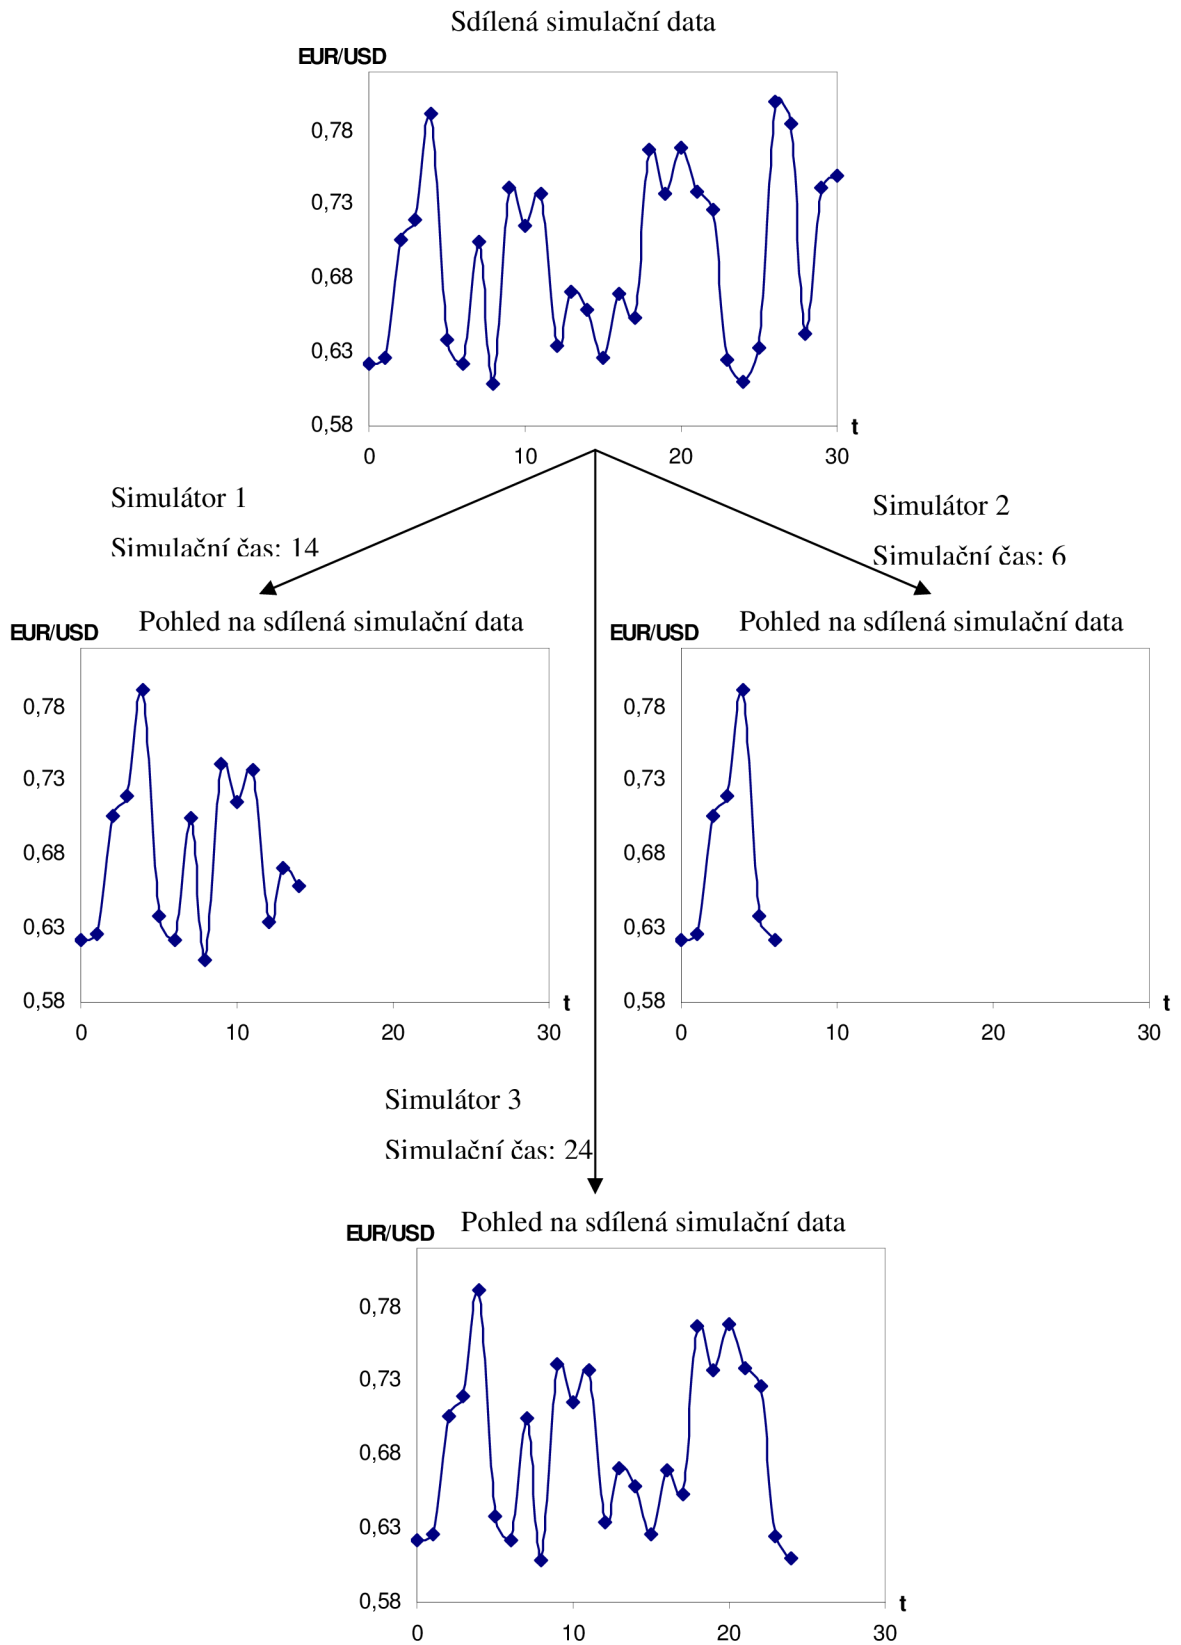 Sdílená simulační data
EUR/USD
0,78
0,73
0,68
0,63
0,58
0
10
20
30
t
Simulátor 1
Simulační čas: 14
Simulátor 2
Simulační čas: 6
Pohled na sdílená simulační data
EUR/USD
0,78
0,73
0,68
0,63
0,58
0
10
20
30
t
Pohled na sdílená simulační data
EUR/USD
0,78
0,73
0,68
0,63
0,58
0
10
20
30
t
Simulátor 3
Simulační čas: 24
Pohled na sdílená simulační data
EUR/USD
0,78
0,73
0,68
0,63
0,58
0
10
20
30
t